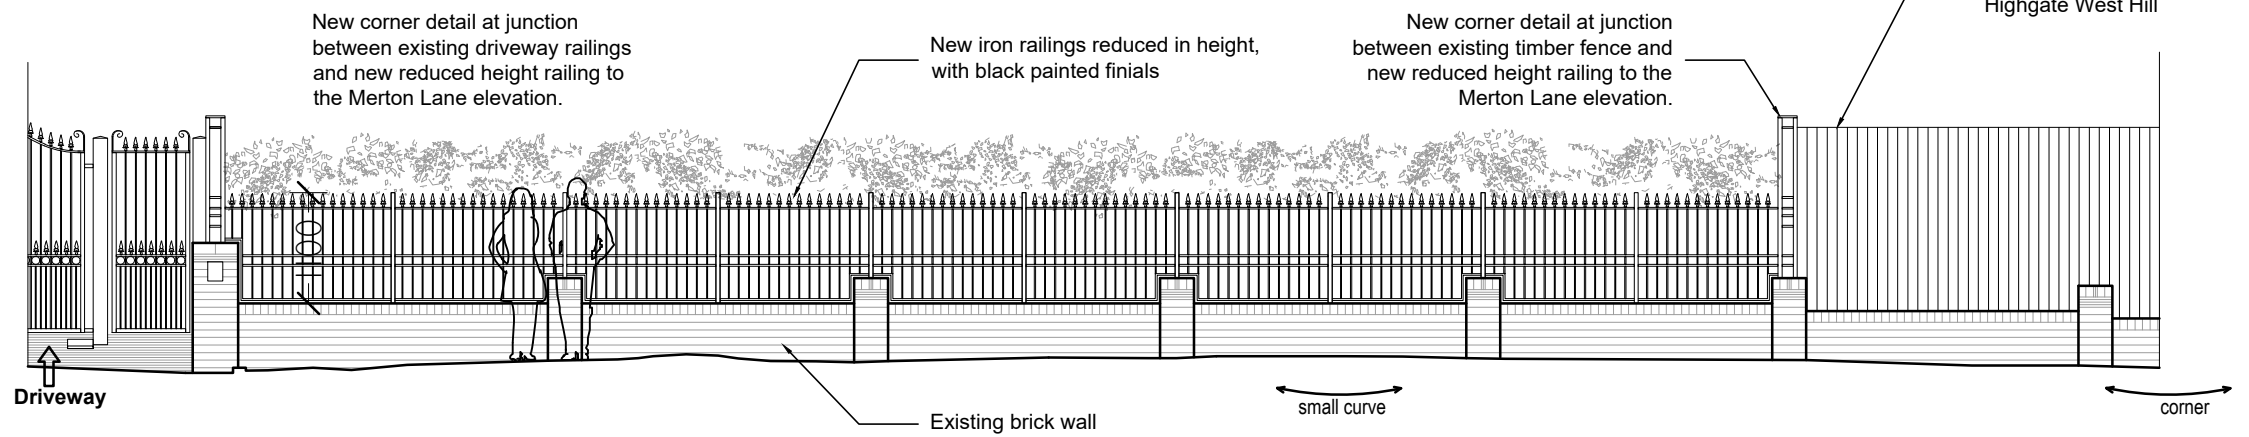 New corner detail at junction
between existing driveway railings
and new reduced height railing to
the Merton Lane elevation.
New iron railings reduced in height,
with black painted finials
New corner detail at junction
between existing timber fence and
new reduced height railing to the
Merton Lane elevation.
Highgate West Hill
1100
Driveway
Existing brick wall
small curve
corner